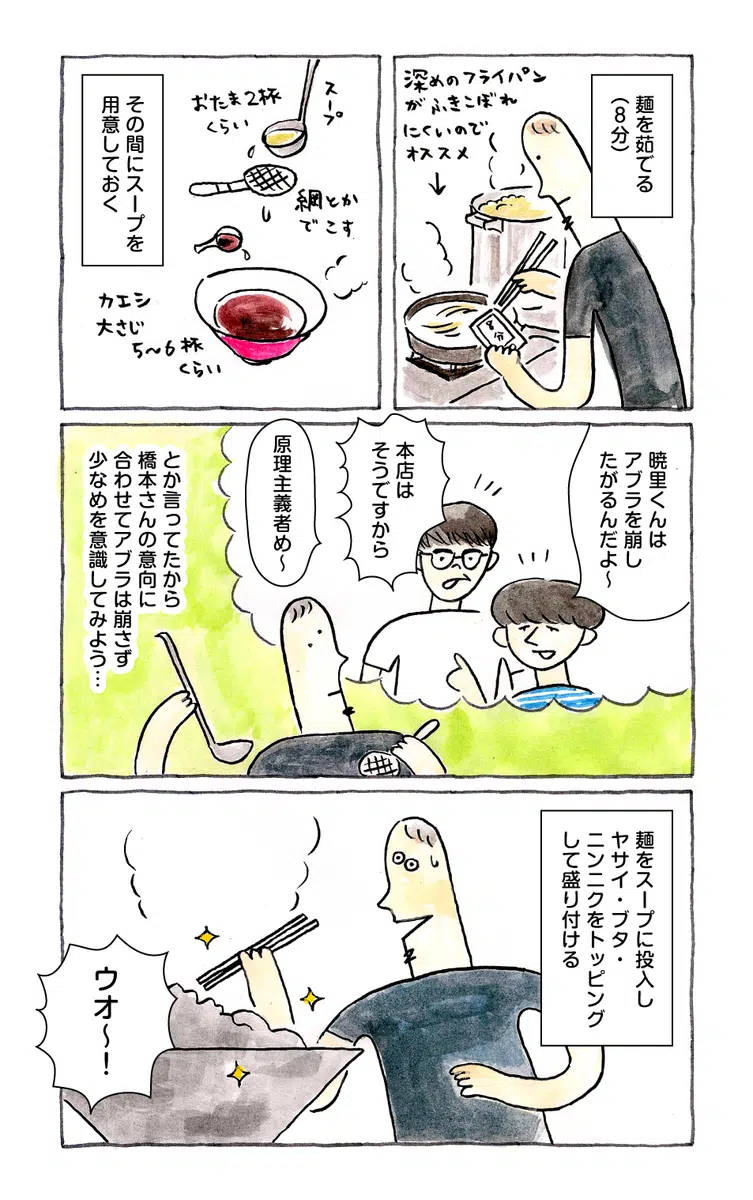 麺を茹でる
(8分)
深めのフライパン
がふきこぼれ
にくいので
オススメ
8分
その間にスープを
用意しておく
スープ
おたま2杯
くらい
網とか
でこす
カエシ
大さじ
5〜6杯
くらい
暁里くんは
アブラを崩し
たがるんだよ〜
本店は
そうですから
原理主義者め〜
とか言ってたから
橋本さんの意向に
合わせてアブラは崩さず
少なめを意識してみよう…
麺をスープに投入し
ヤサイ・ブタ・
ニンニクをトッピング
して盛り付ける
ウオ〜!